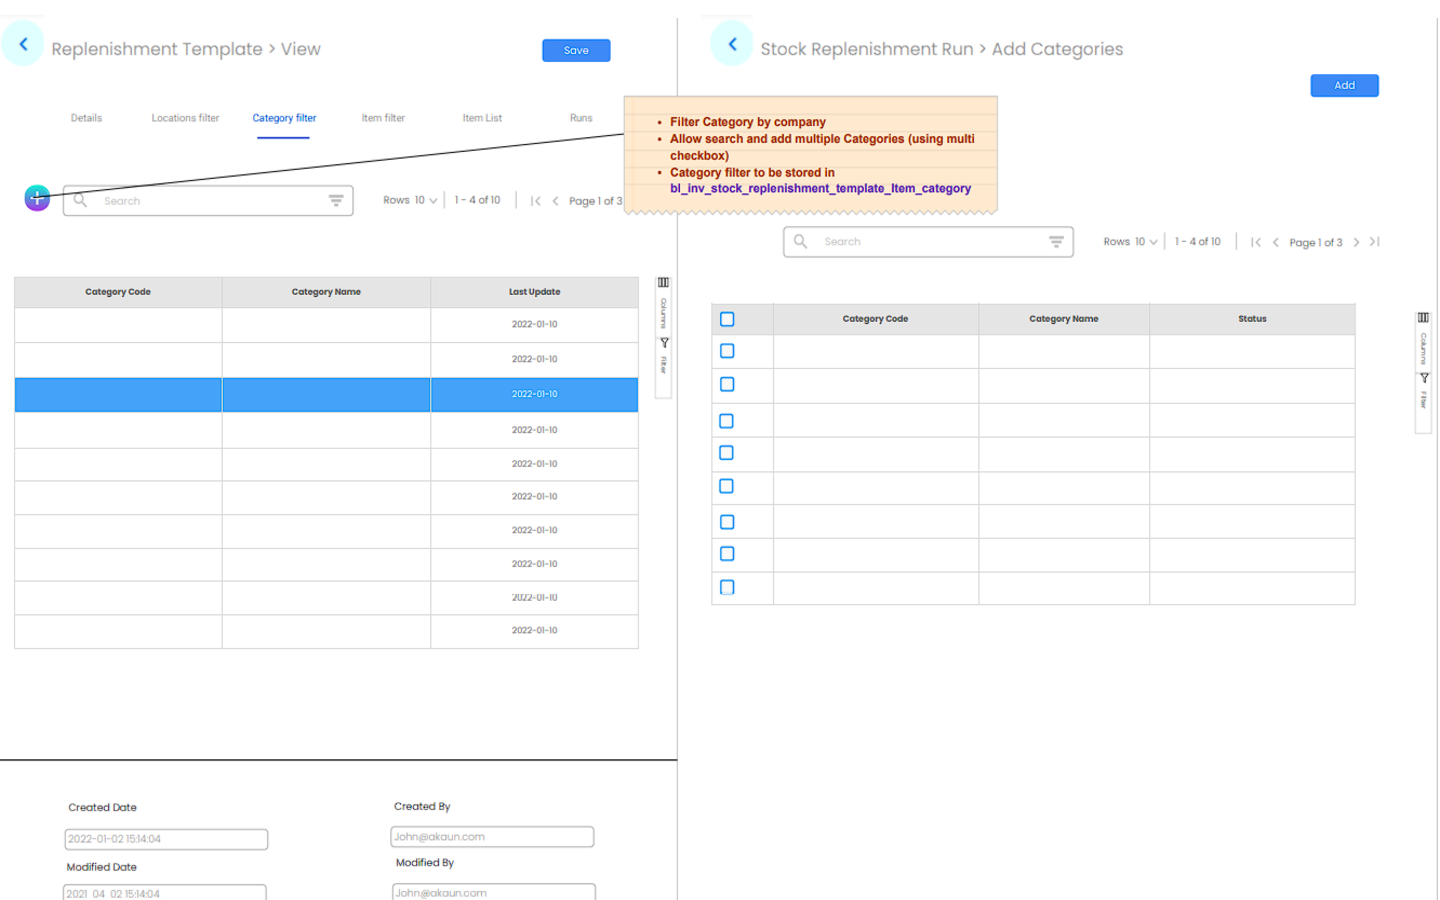 Replenishment Template > View
Save
Details
Locations filter
Category filter
Item filter
Item List
Runs
Search
Rows 10
1 - 4 of 10
Page 1 of 3
Category Code
Category Name
Last Update
2022-01-10
2022-01-10
2022-01-10
2022-01-10
2022-01-10
2022-01-10
2022-01-10
2022-01-10
2022-01-10
2022-01-10
Columns
Filter
Created Date
Created By
2022-01-02 15:14:04
John@akaun.com
Modified Date
Modified By
2021 04 02 15:14:04
John@akaun.com
• Filter Category by company
• Allow search and add multiple Categories (using multi
checkbox)
• Category filter to be stored in
bl_inv_stock_replenishment_template_Item_category
Stock Replenishment Run > Add Categories
Add
Search
Rows 10
1 - 4 of 10
Page 1 of 3
Category Code
Category Name
Status
Columns
Filter